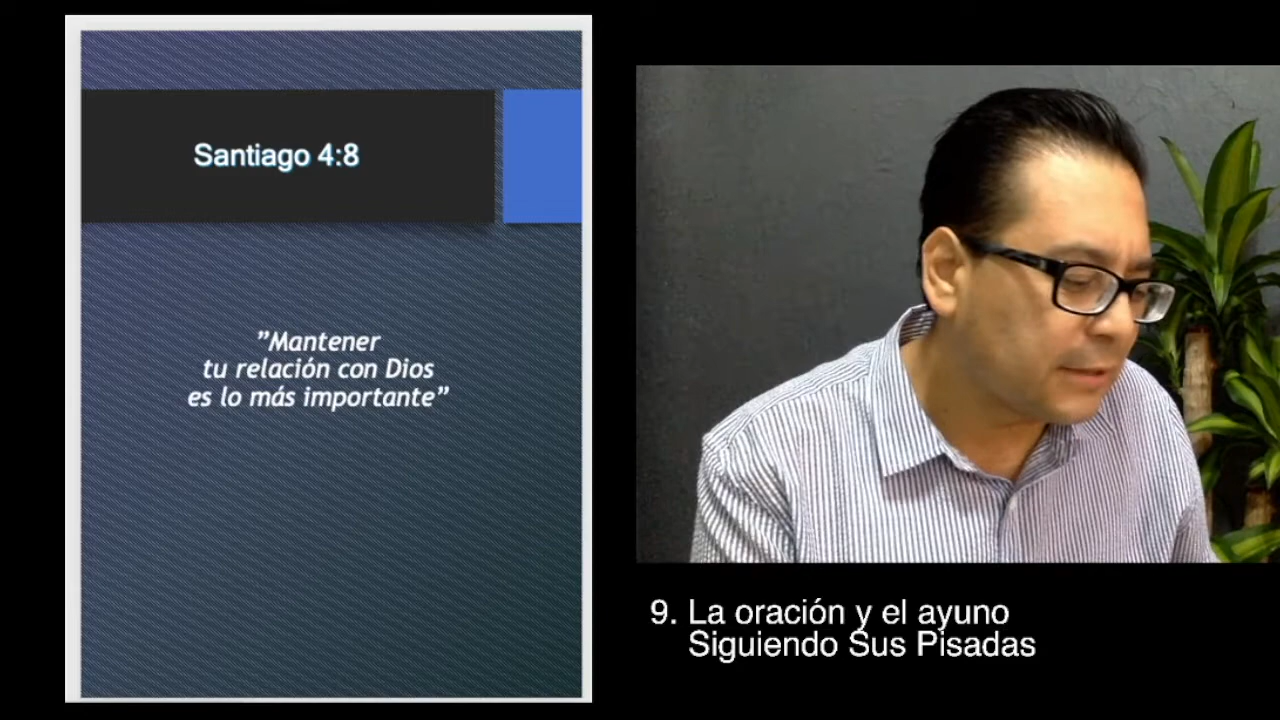 Santiago 4:8
”Mantener
tu relación con Dios
es lo más importante”
9. La oración y el ayuno
Siguiendo Sus Pisadas